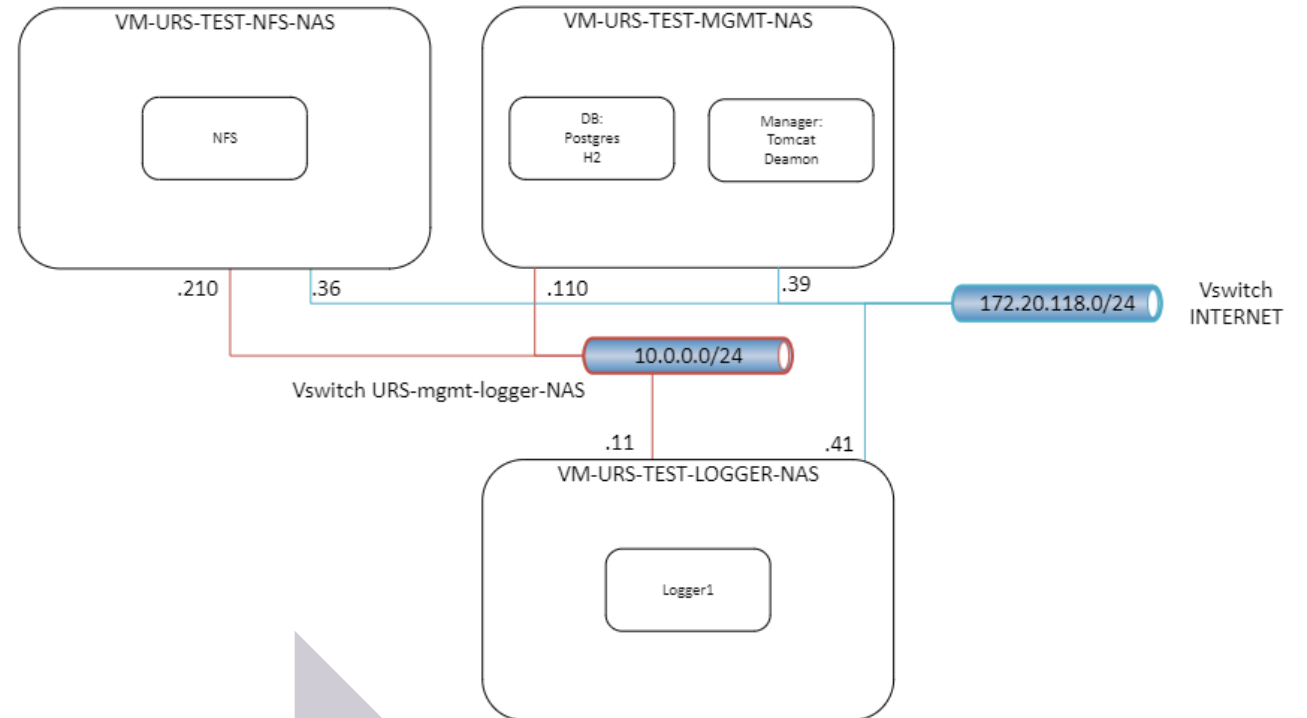 VM-URS-TEST-NFS-NAS
NFS
VM-URS-TEST-MGMT-NAS
DB:
Postgres
H2
Manager:
Tomcat
Deamon
.210
.36
.110
.39
172.20.118.0/24
Vswitch
INTERNET
10.0.0.0/24
Vswitch URS-mgmt-logger-NAS
.11
.41
VM-URS-TEST-LOGGER-NAS
Logger1